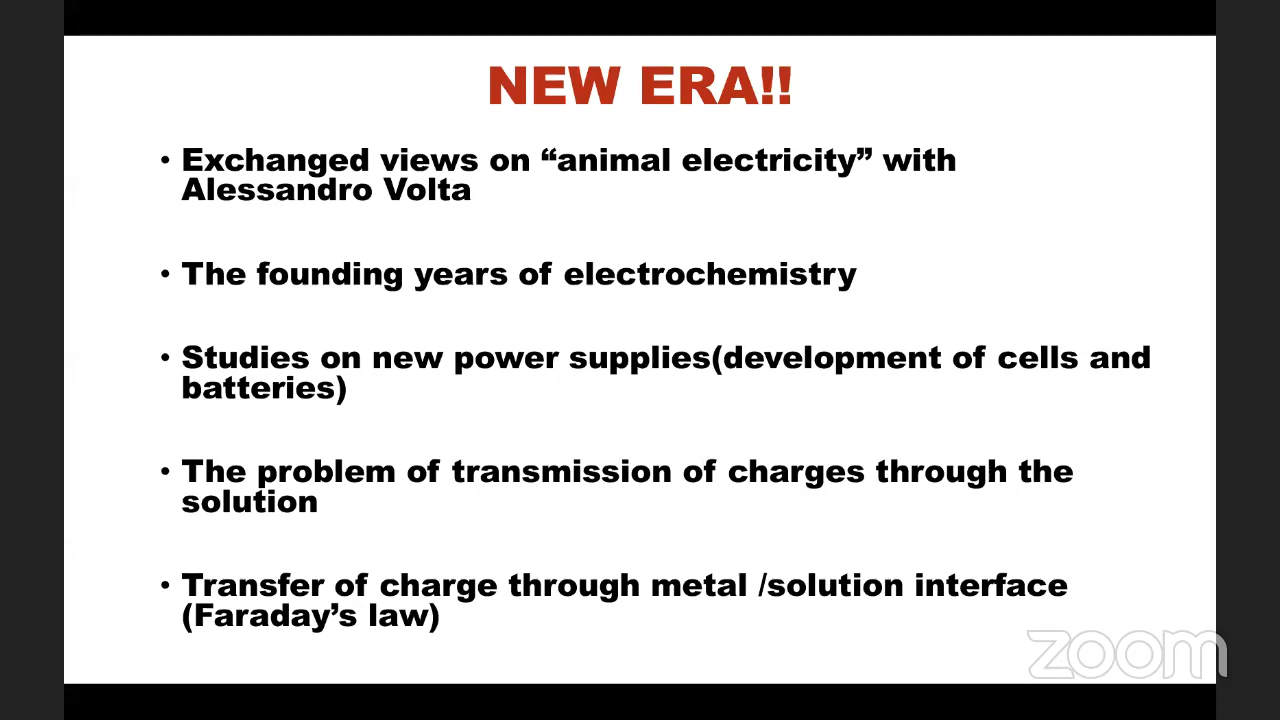 NEW ERA!!
• Exchanged views on “animal electricity” with
Alessandro Volta
• The founding years of electrochemistry
• Studies on new power supplies(development of cells and
batteries)
• The problem of transmission of charges through the
solution
• Transfer of charge through metal /solution interface
(Faraday’s law)
zoom